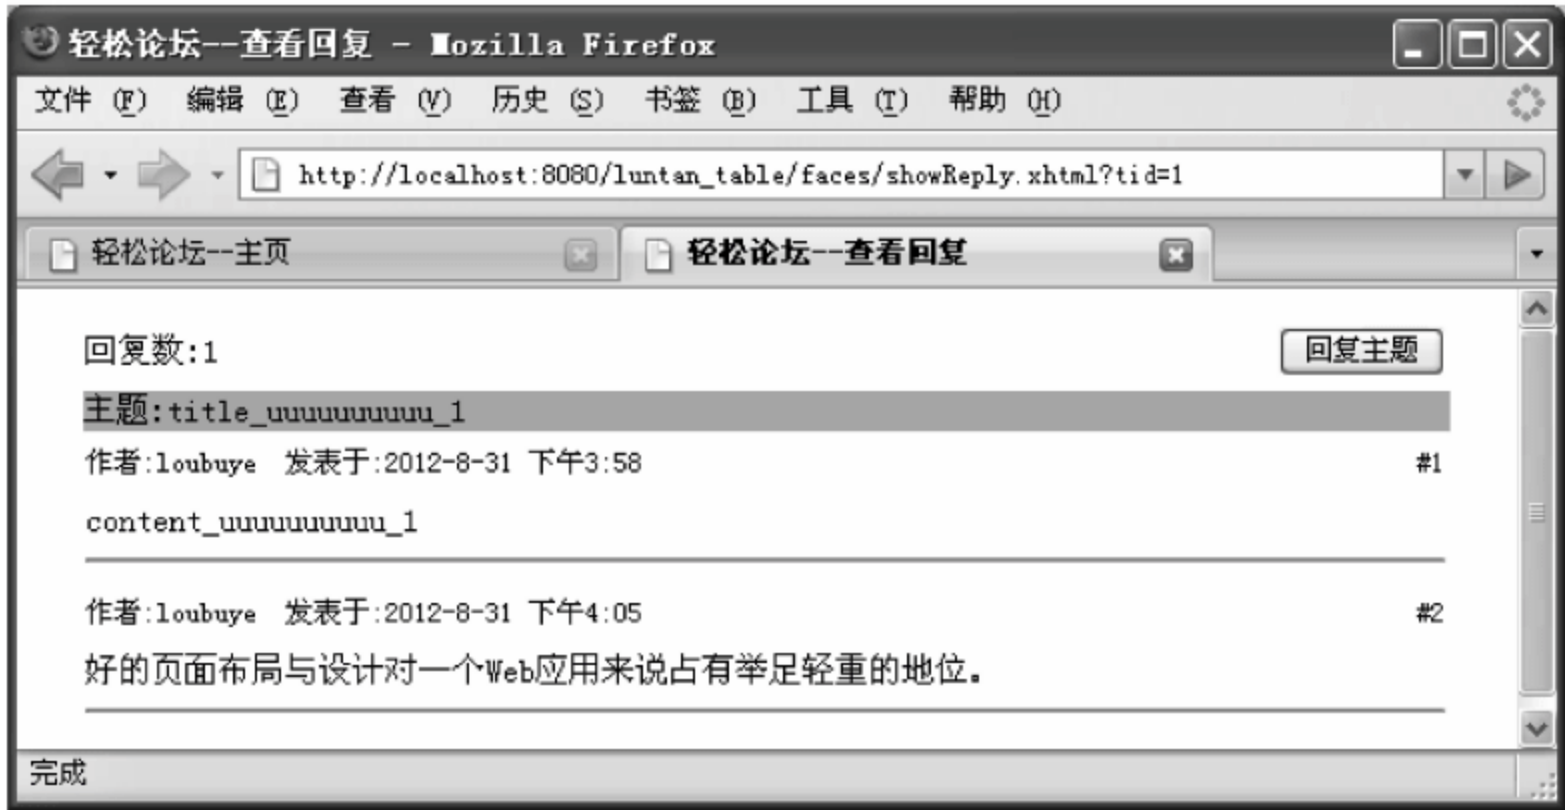 轻松论坛--查看回复 - Mozilla Firefox
文件 (F) 编辑 (E) 查看 (V) 历史 (S) 书签 (B) 工具 (T) 帮助 (H)
http://localhost:8080/luntan_table/faces/showReply.xhtml?tid=1
轻松论坛--主页 轻松论坛--查看回复
回复数:1 回复主题
主题:title_uuuuuuuuuu_1
作者:loubuye 发表于:2012-8-31 下午3:58 #1
content_uuuuuuuuuu_1
作者:loubuye 发表于:2012-8-31 下午4:05 #2
好的页面布局与设计对一个Web应用来说占有举足轻重的地位。
完成